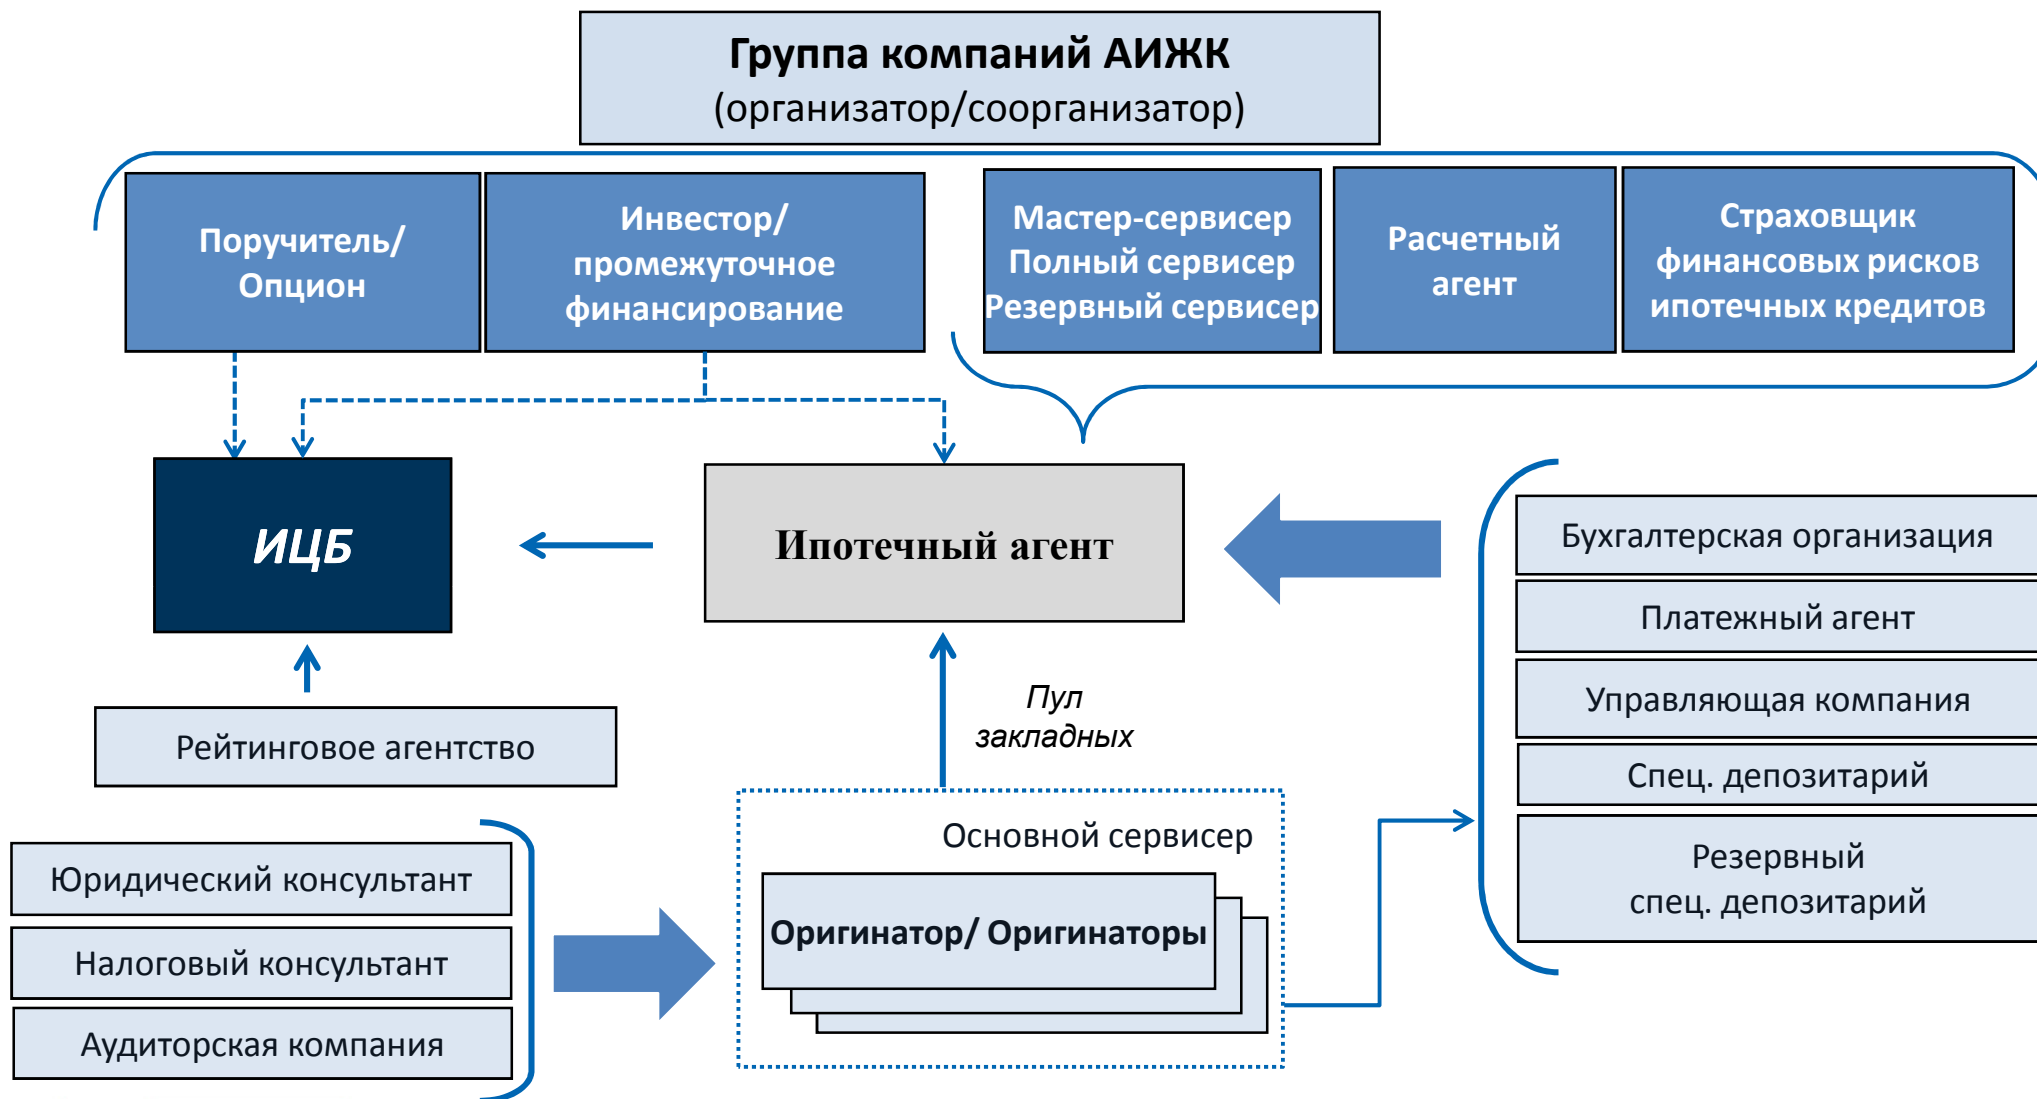 Группа компаний АИЖК
(организатор/соорганизатор)
Поручитель/
Опцион
Инвестор/
промежуточное
финансирование
Мастер-сервисер
Полный сервисер
Резервный сервисер
Расчетный
агент
Страховщик
финансовых рисков
ипотечных кредитов
ИЦБ
Ипотечный агент
Бухгалтерская организация
Платежный агент
Управляющая компания
Спец. депозитарий
Резервный
спец. депозитарий
Рейтинговое агентство
Пул
закладных
Основной сервисер
Оригинатор/ Оригинаторы
Юридический консультант
Налоговый консультант
Аудиторская компания